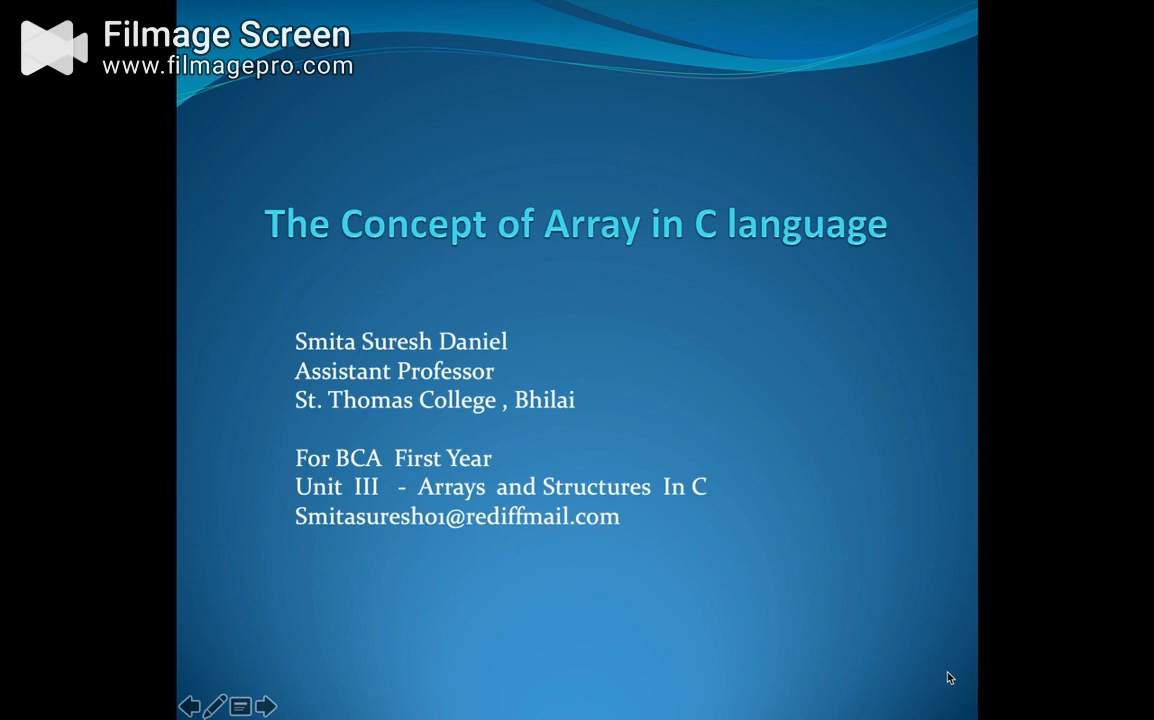 Filmage Screen
www.filmagepro.com
The Concept of Array in C language
Smita Suresh Daniel
Assistant Professor
St. Thomas College , Bhilai
For BCA First Year
Unit III - Arrays and Structures In C
Smitasuresh01@rediffmail.com